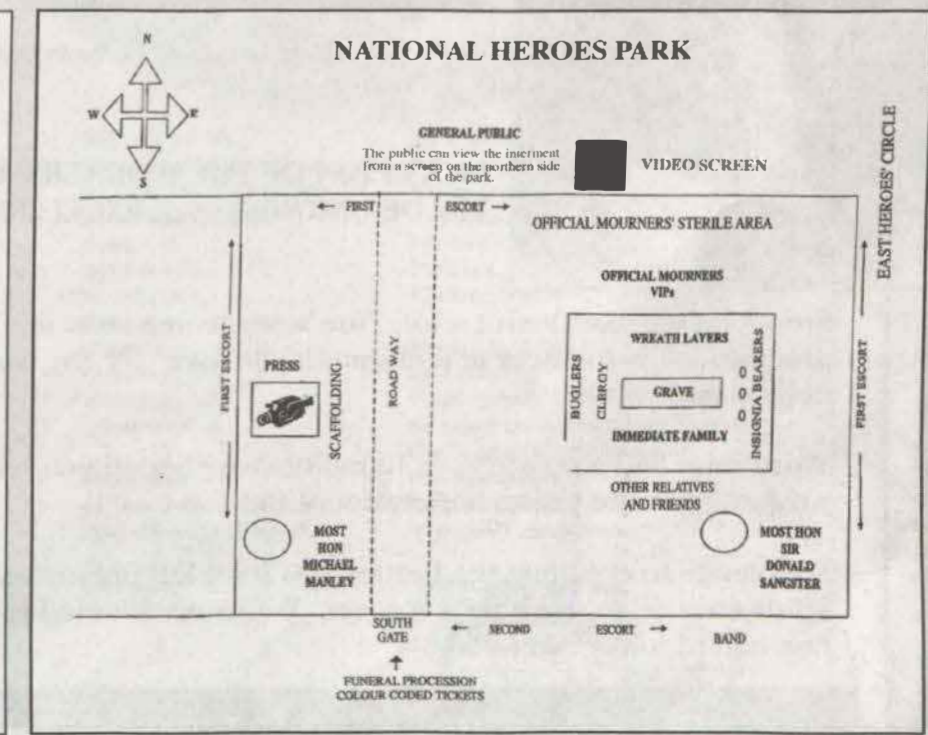 NATIONAL HEROES PARK
N
W
E
S
GENERAL PUBLIC
The public can view the interment
from a screen on the northern side
of the park.
VIDEO SCREEN
EAST HEROES' CIRCLE
← FIRST ESCORT →
OFFICIAL MOURNERS' STERILE AREA
OFFICIAL MOURNERS
VIPs
FIRST ESCORT
PRESS
SCAFFOLDING
ROAD WAY
BUGLERS
CLERGY
WREATH LAYERS
GRAVE
IMMEDIATE FAMILY
0
0
0
INSIGNIA BEARERS
FIRST ESCORT
OTHER RELATIVES
AND FRIENDS
MOST
HON
MICHAEL
MANLEY
MOST HON
SIR
DONALD
SANGSTER
SOUTH
GATE
← SECOND ESCORT →
BAND
FUNERAL PROCESSION
COLOUR CODED TICKETS